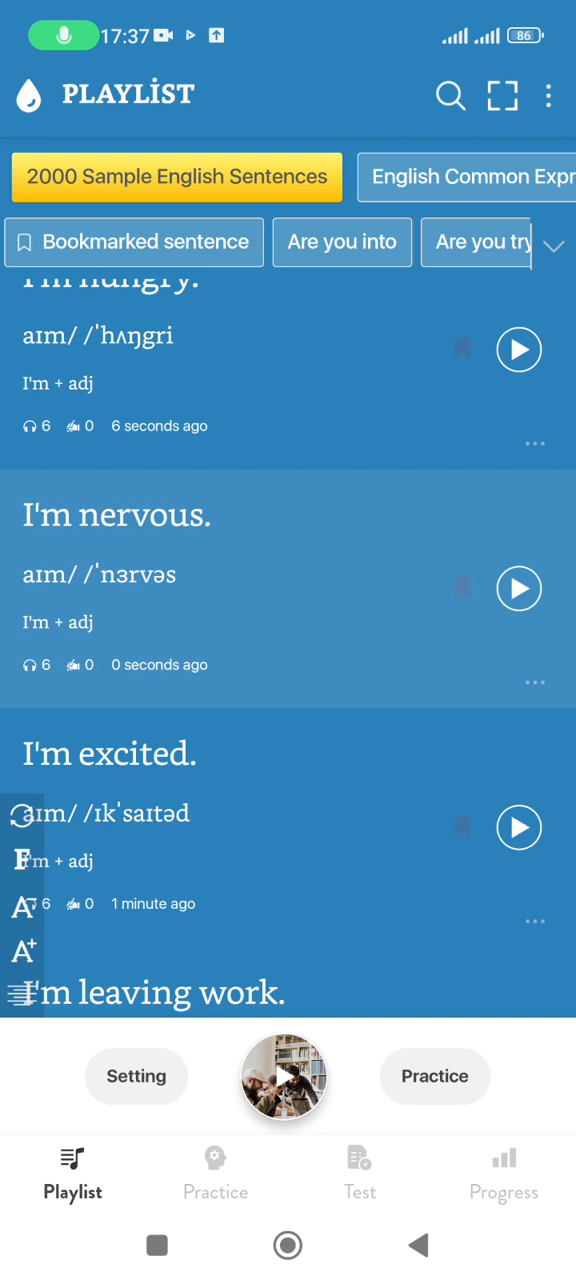 17:37
86
PLAYLİST
2000 Sample English Sentences
English Common Expr
Bookmarked sentence
Are you into
Are you try
I'm hungry.
aɪm/ /ˈhʌŋgri
I'm + adj
6 0 6 seconds ago
I'm nervous.
aɪm/ /ˈnɜrvəs
I'm + adj
6 0 0 seconds ago
I'm excited.
aɪm/ /ɪkˈsaɪtəd
I'm + adj
F
6 0 1 minute ago
A-
A+
I'm leaving work.
Setting
Practice
Playlist
Practice
Test
Progress